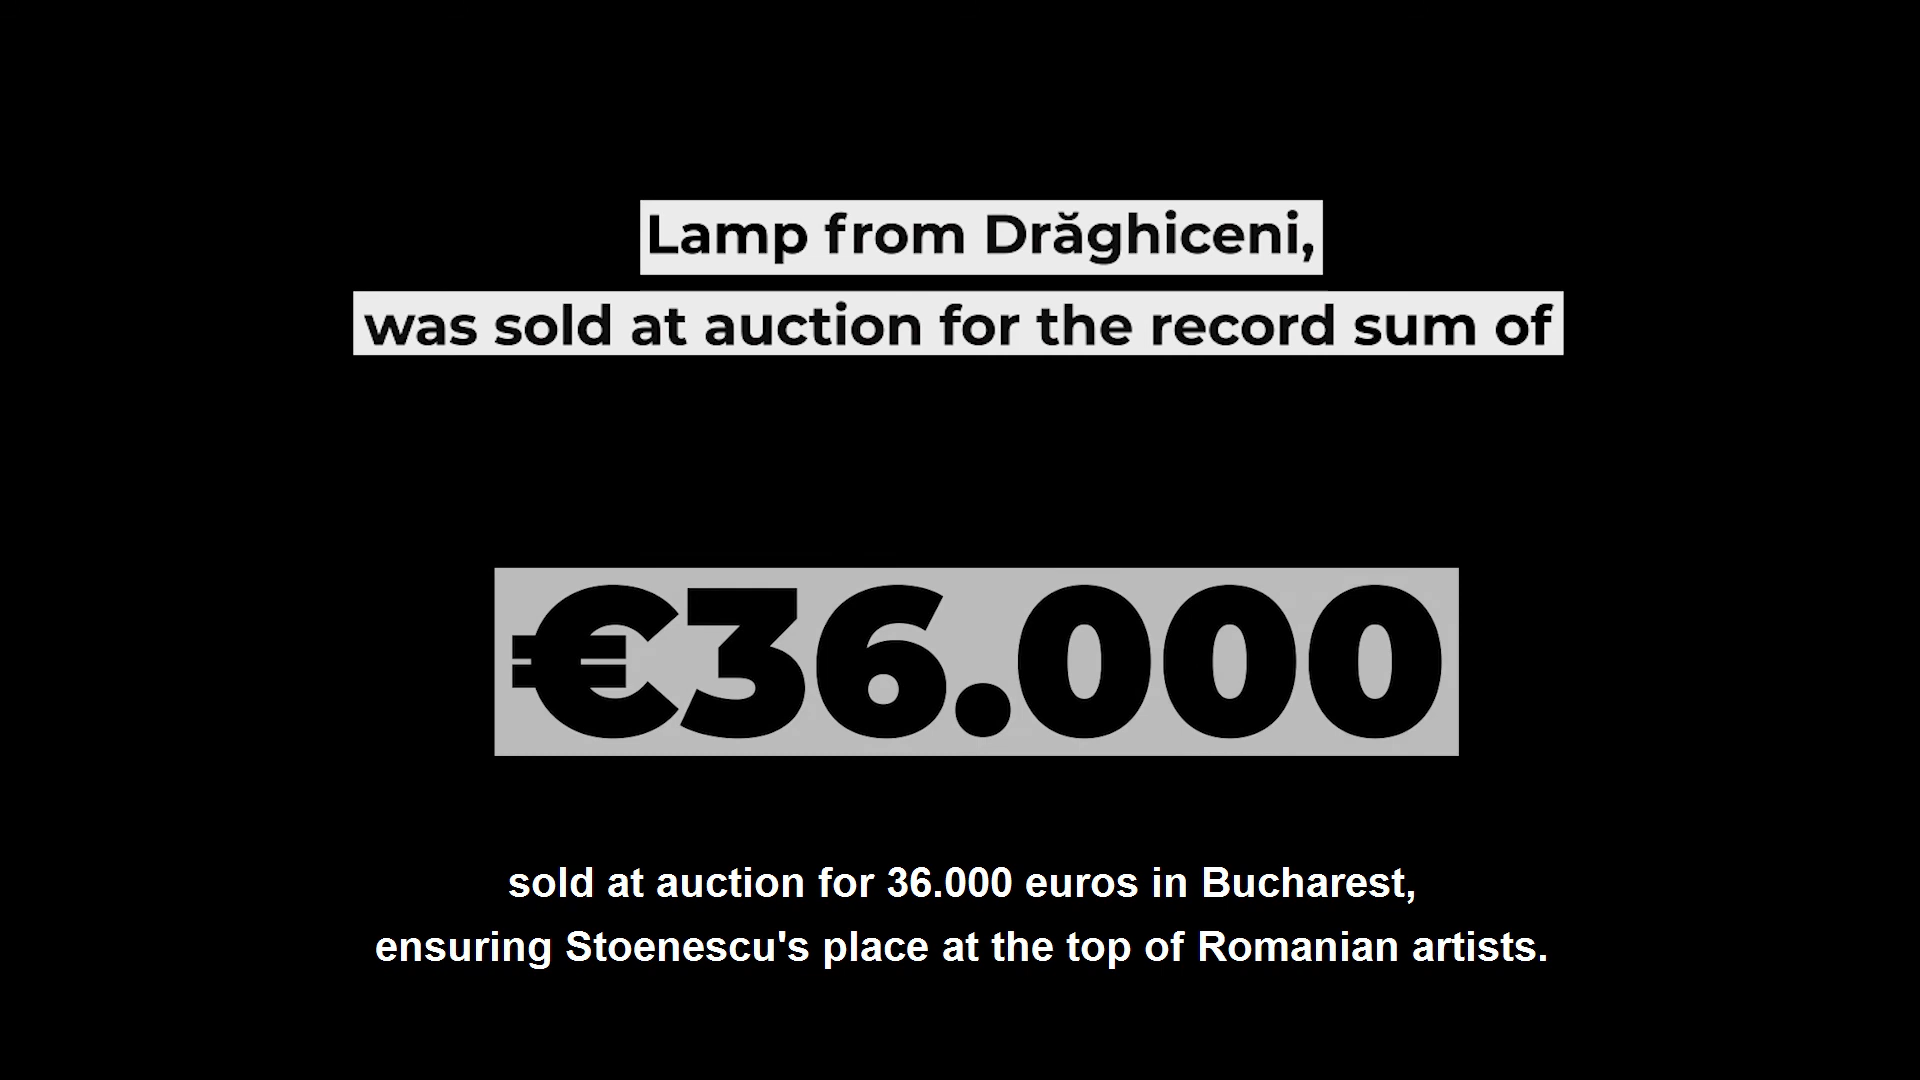 Lamp from Drăghiceni,
was sold at auction for the record sum of
€36.000
sold at auction for 36.000 euros in Bucharest,
ensuring Stoenescu's place at the top of Romanian artists.